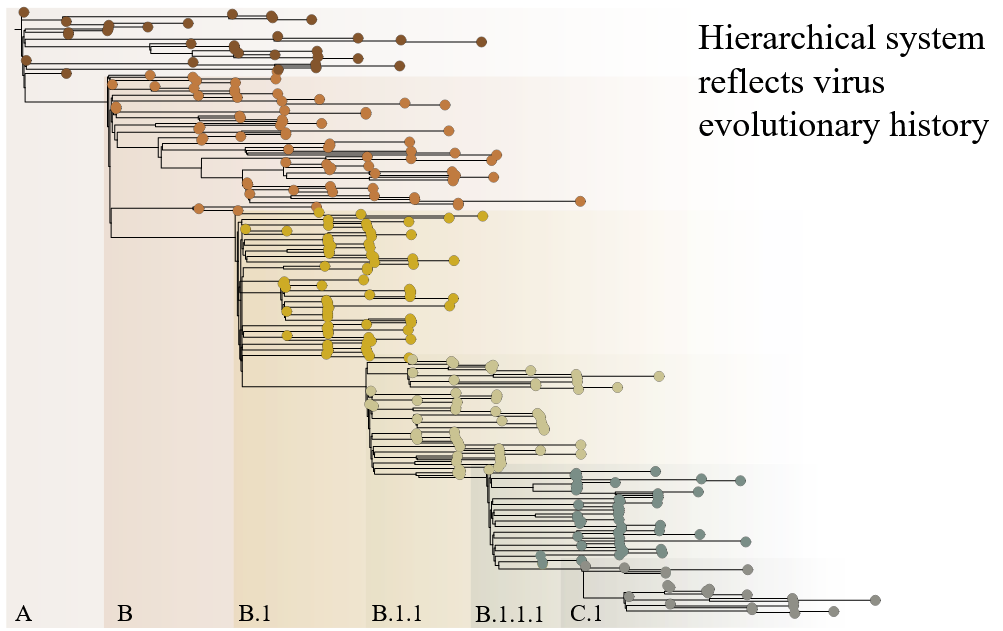 Hierarchical system
reflects virus
evolutionary history
A
B
B.1
B.1.1
B.1.1.1
C.1